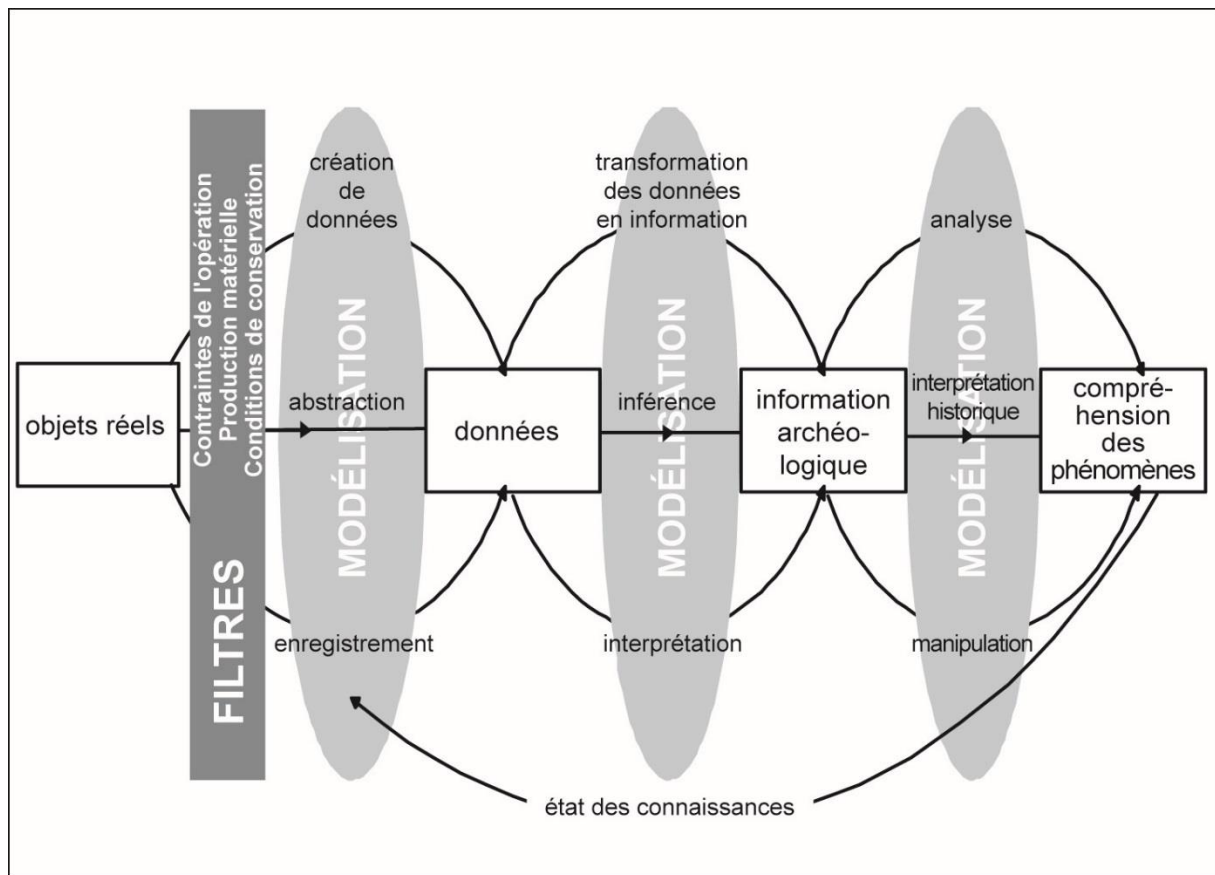 objets réels
Contraintes de l'opération
Production matérielle
Conditions de conservation
FILTRES
création
de
données
abstraction
MODÉLISATION
enregistrement
données
transformation
des données
en information
inférence
MODÉLISATION
interprétation
information
archéo-
logique
analyse
interprétation
historique
MODÉLISATION
manipulation
compré-
hension
des
phénomènes
état des connaissances